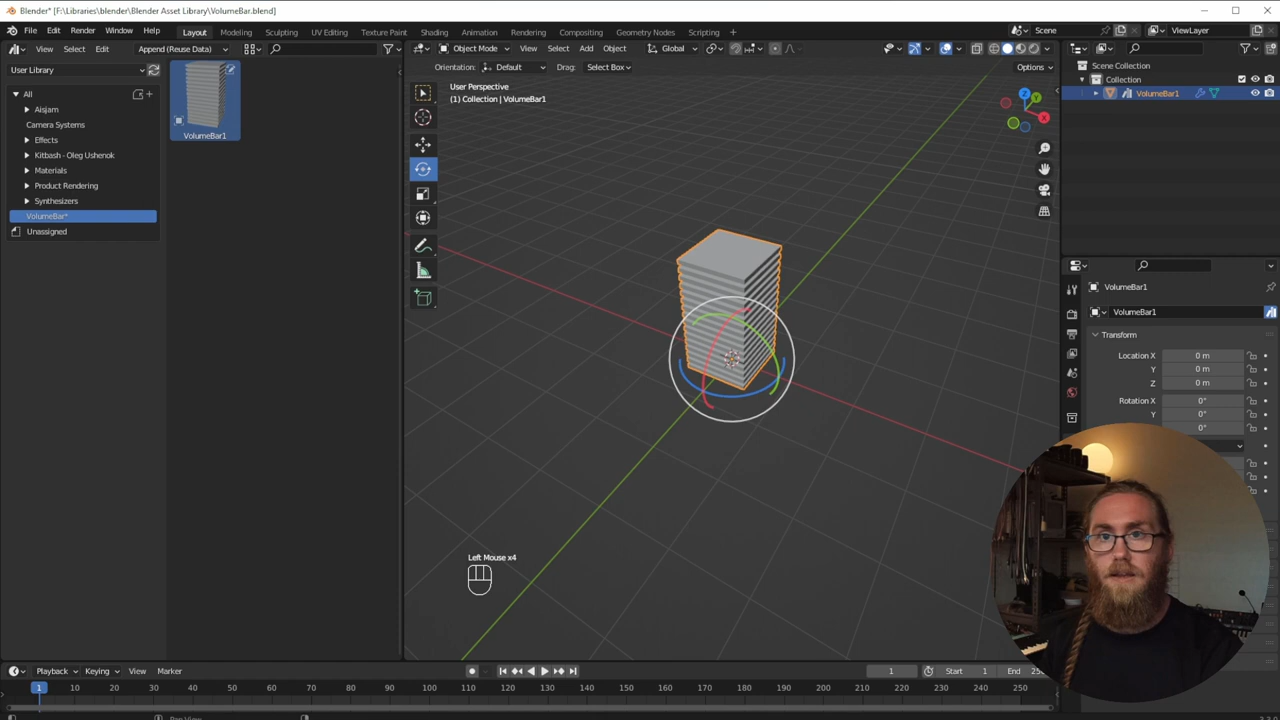 Blender* [F:\Libraries\blender\Blender Asset Library\VolumeBar.blend]
File Edit Render Window Help Layout Modeling Sculpting UV Editing Texture Paint Shading Animation Rendering Compositing Geometry Nodes Scripting Scene ViewLayer
View Select Edit Append (Reuse Data)
Object Mode View Select Add Object Global
User Library
Orientation: Default Drag: Select Box Options
All
Aisjam
Camera Systems
Effects
Kitbash - Oleg Ushenok
Materials
Product Rendering
Synthesizers
VolumeBar*
Unassigned
VolumeBar1
User Perspective
(1) Collection | VolumeBar1
Z
Y
X
Scene Collection
Collection
VolumeBar1
VolumeBar1
VolumeBar1
Transform
Location X 0 m
Y 0 m
Z 0 m
Rotation X 0°
Y 0°
0°
Left Mouse x4
Playback Keying View Marker 1 Start 1 End
1 10 20 30 40 50 60 70 80 90 100 110 120 130 140 150 160 170 180 190 200 210 220 230 240 250